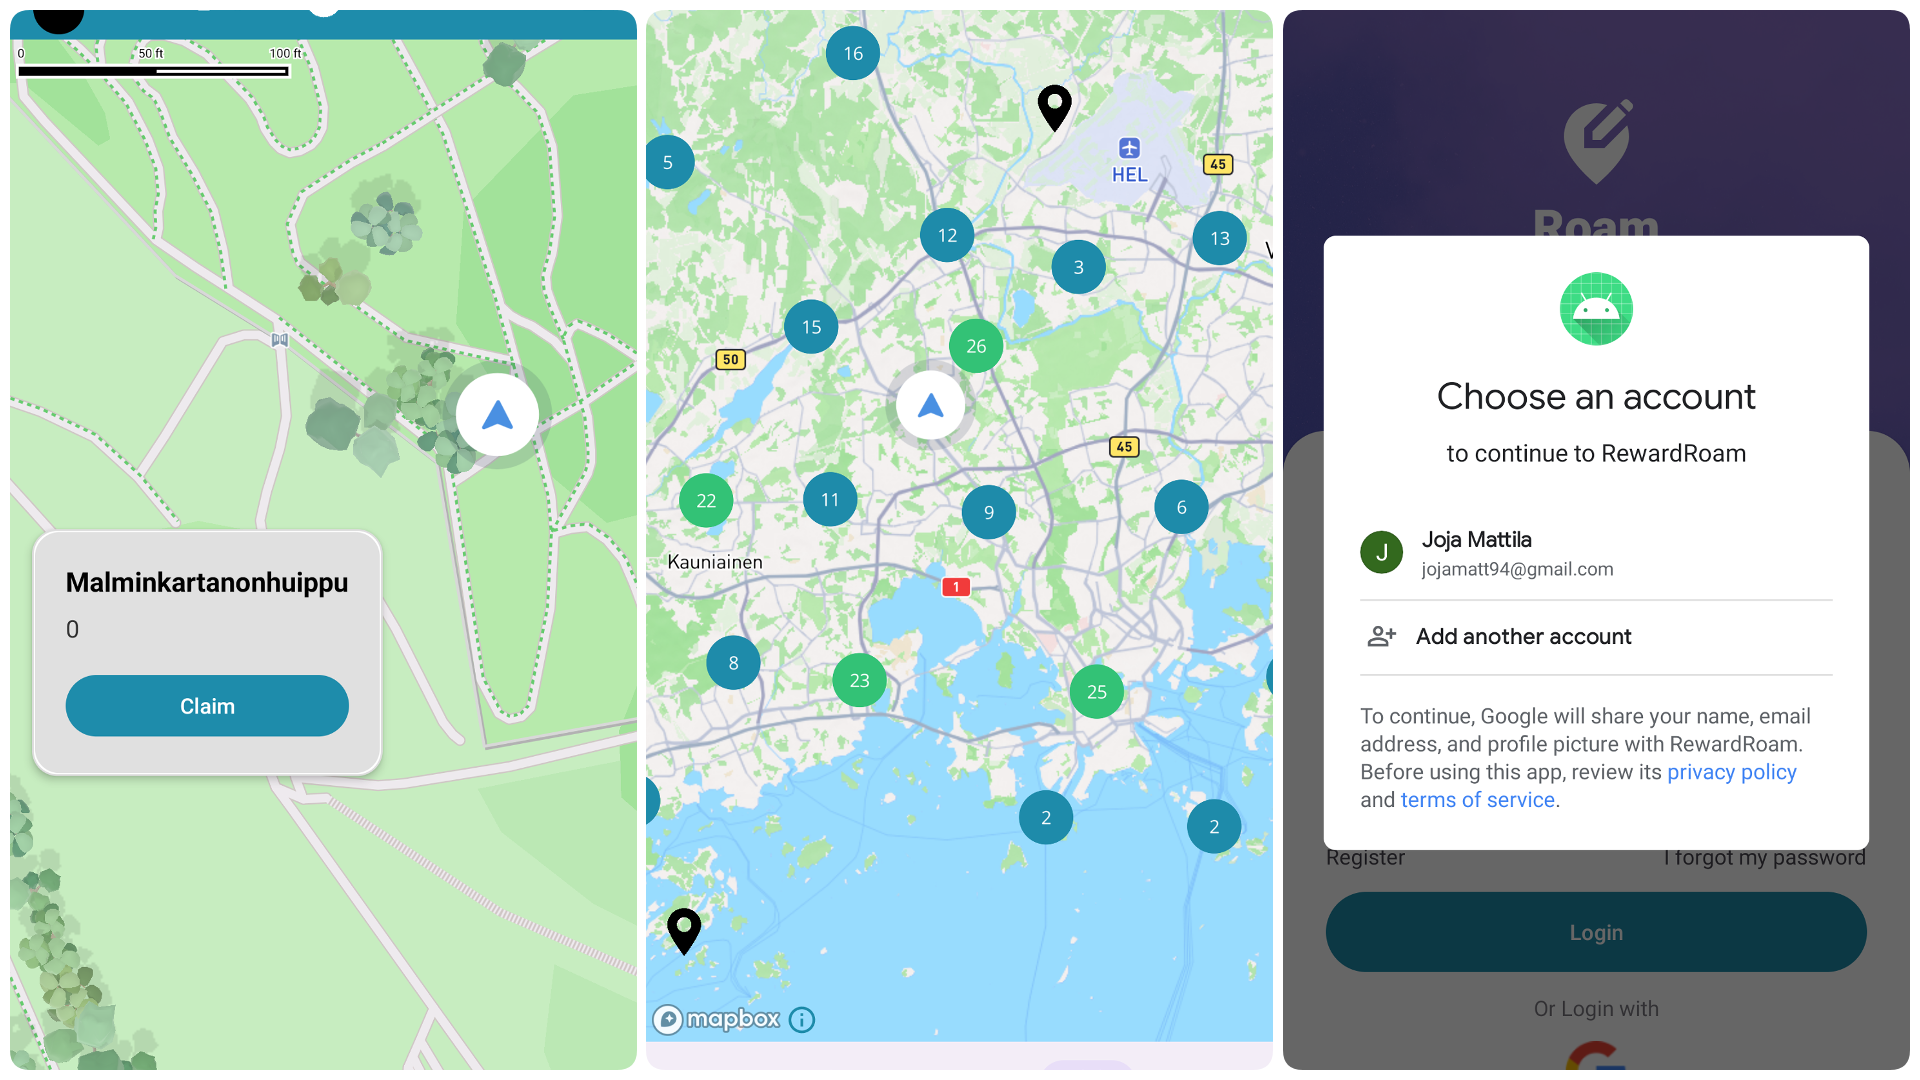 0 50 ft 100 ft
Malminkartanonhuippu
0
Claim
16
5
HEL
45
12
13
3
15
26
50
45
22
11
9
6
Kauniainen
1
8
23
25
2
2
mapbox
Roam
Choose an account
to continue to RewardRoam
J
Joja Mattila
jojamatt94@gmail.com
Add another account
To continue, Google will share your name, email
address, and profile picture with RewardRoam.
Before using this app, review its privacy policy
and terms of service.
Register I forgot my password
Login
Or Login with